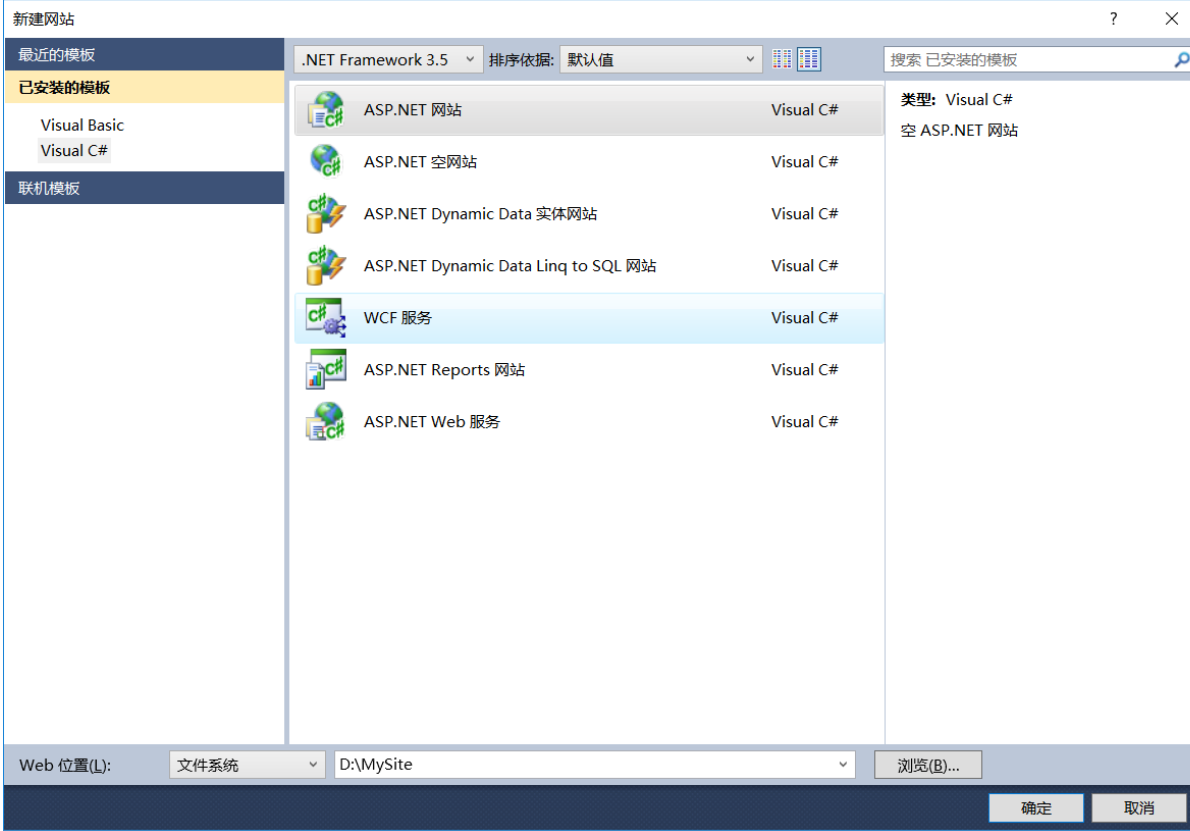 新建网站
?
最近的模板
.NET Framework 3.5 排序依据: 默认值 搜索 已安装的模板
已安装的模板
Visual Basic
Visual C#
联机模板
ASP.NET 网站 Visual C#
ASP.NET 空网站 Visual C#
ASP.NET Dynamic Data 实体网站 Visual C#
ASP.NET Dynamic Data Linq to SQL 网站 Visual C#
WCF 服务 Visual C#
ASP.NET Reports 网站 Visual C#
ASP.NET Web 服务 Visual C#
类型: Visual C#
空 ASP.NET 网站
Web 位置(L): 文件系统 D:\MySite 浏览(B)...
确定 取消